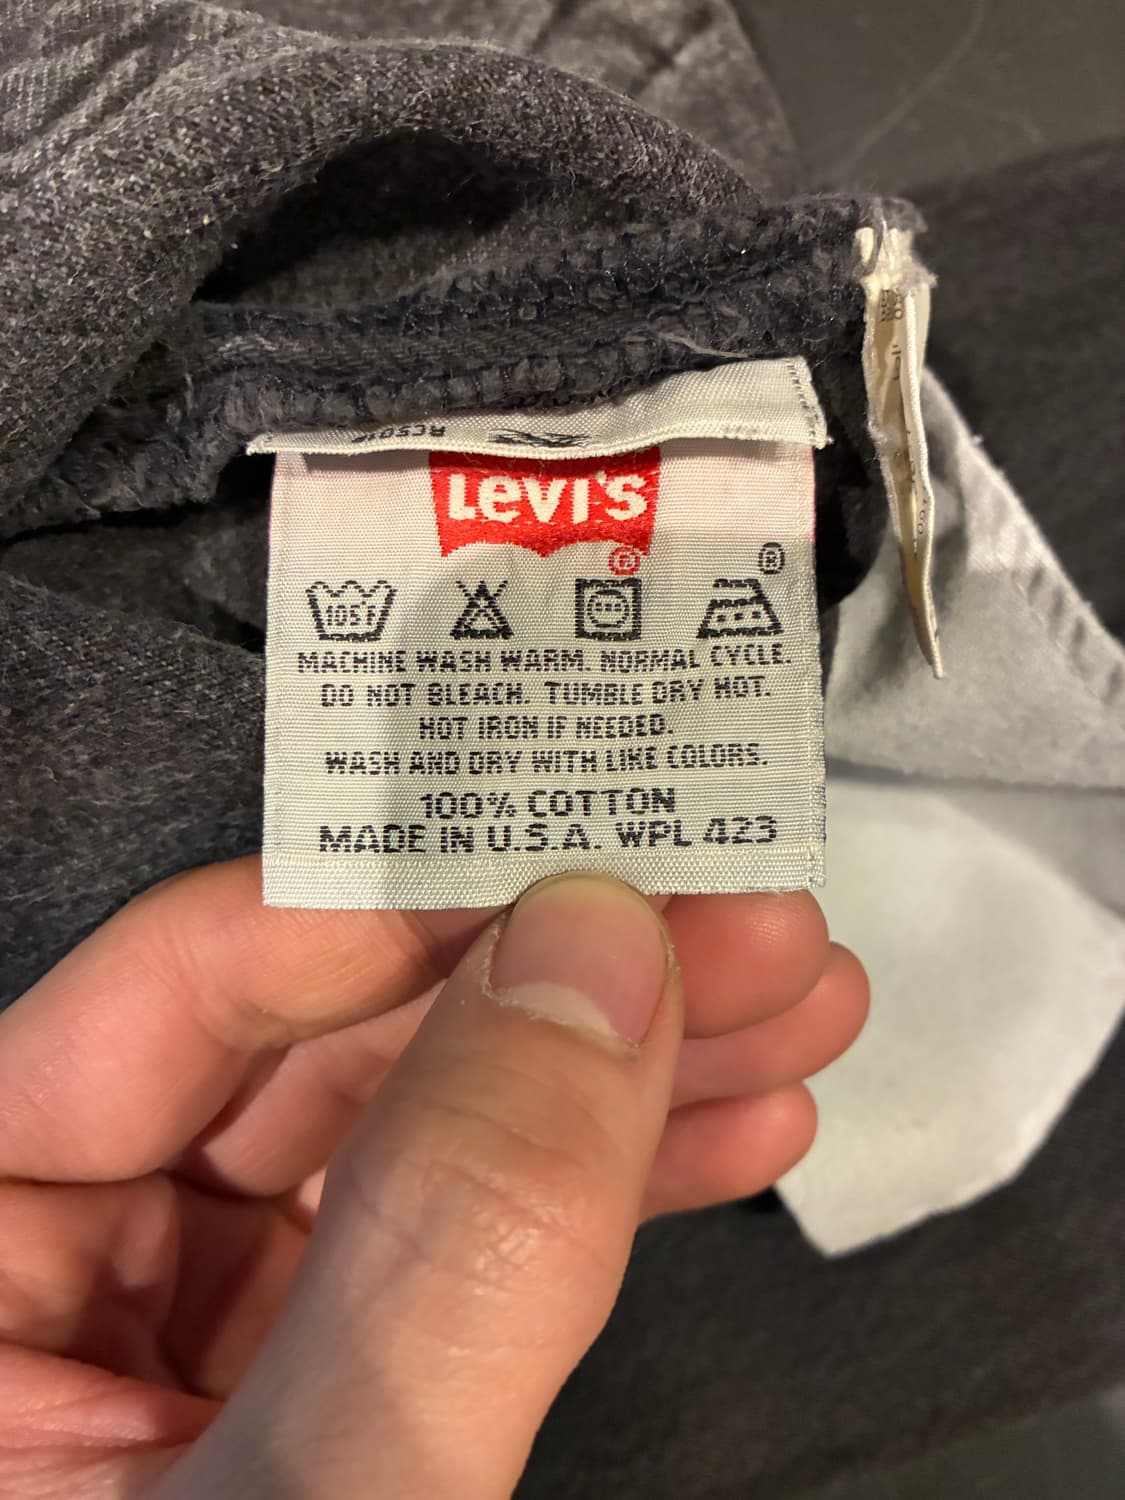 Levi's
®
®
105°F
MACHINE WASH WARM. NORMAL CYCLE.
DO NOT BLEACH. TUMBLE DRY HOT.
HOT IRON IF NEEDED.
WASH AND DRY WITH LIKE COLORS.
100% COTTON
MADE IN U.S.A. WPL 423